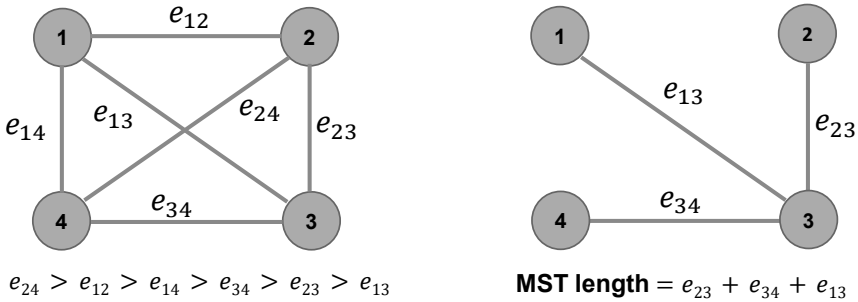 1
e₁₂
2
e₁₄
e₁₃
e₂₄
e₂₃
4
e₃₄
3
e₂₄ > e₁₂ > e₁₄ > e₃₄ > e₂₃ > e₁₃
1
2
e₁₃
e₂₃
4
e₃₄
3
MST length = e₂₃ + e₃₄ + e₁₃